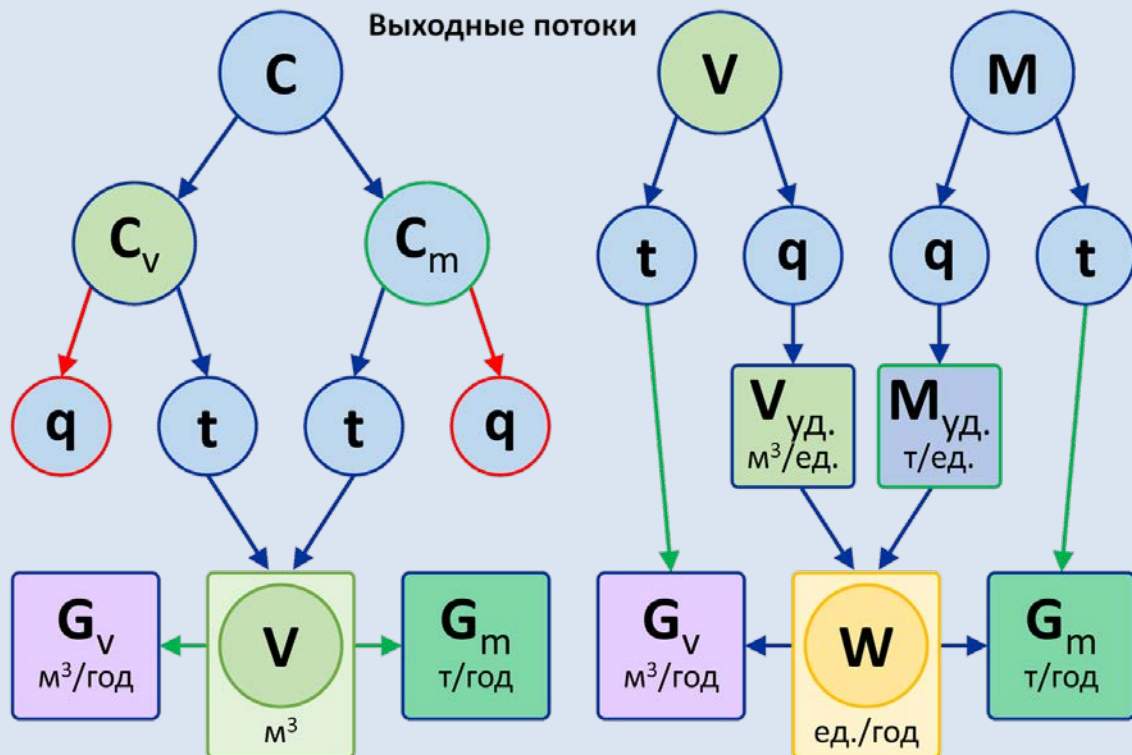 Выходные потоки
C
V
M
Cv
Cm
t
q
q
t
q
t
t
q
Vуд.
м³/ед.
Mуд.
т/ед.
Gv
м³/год
V
м³
Gm
т/год
Gv
м³/год
W
ед./год
Gm
т/год